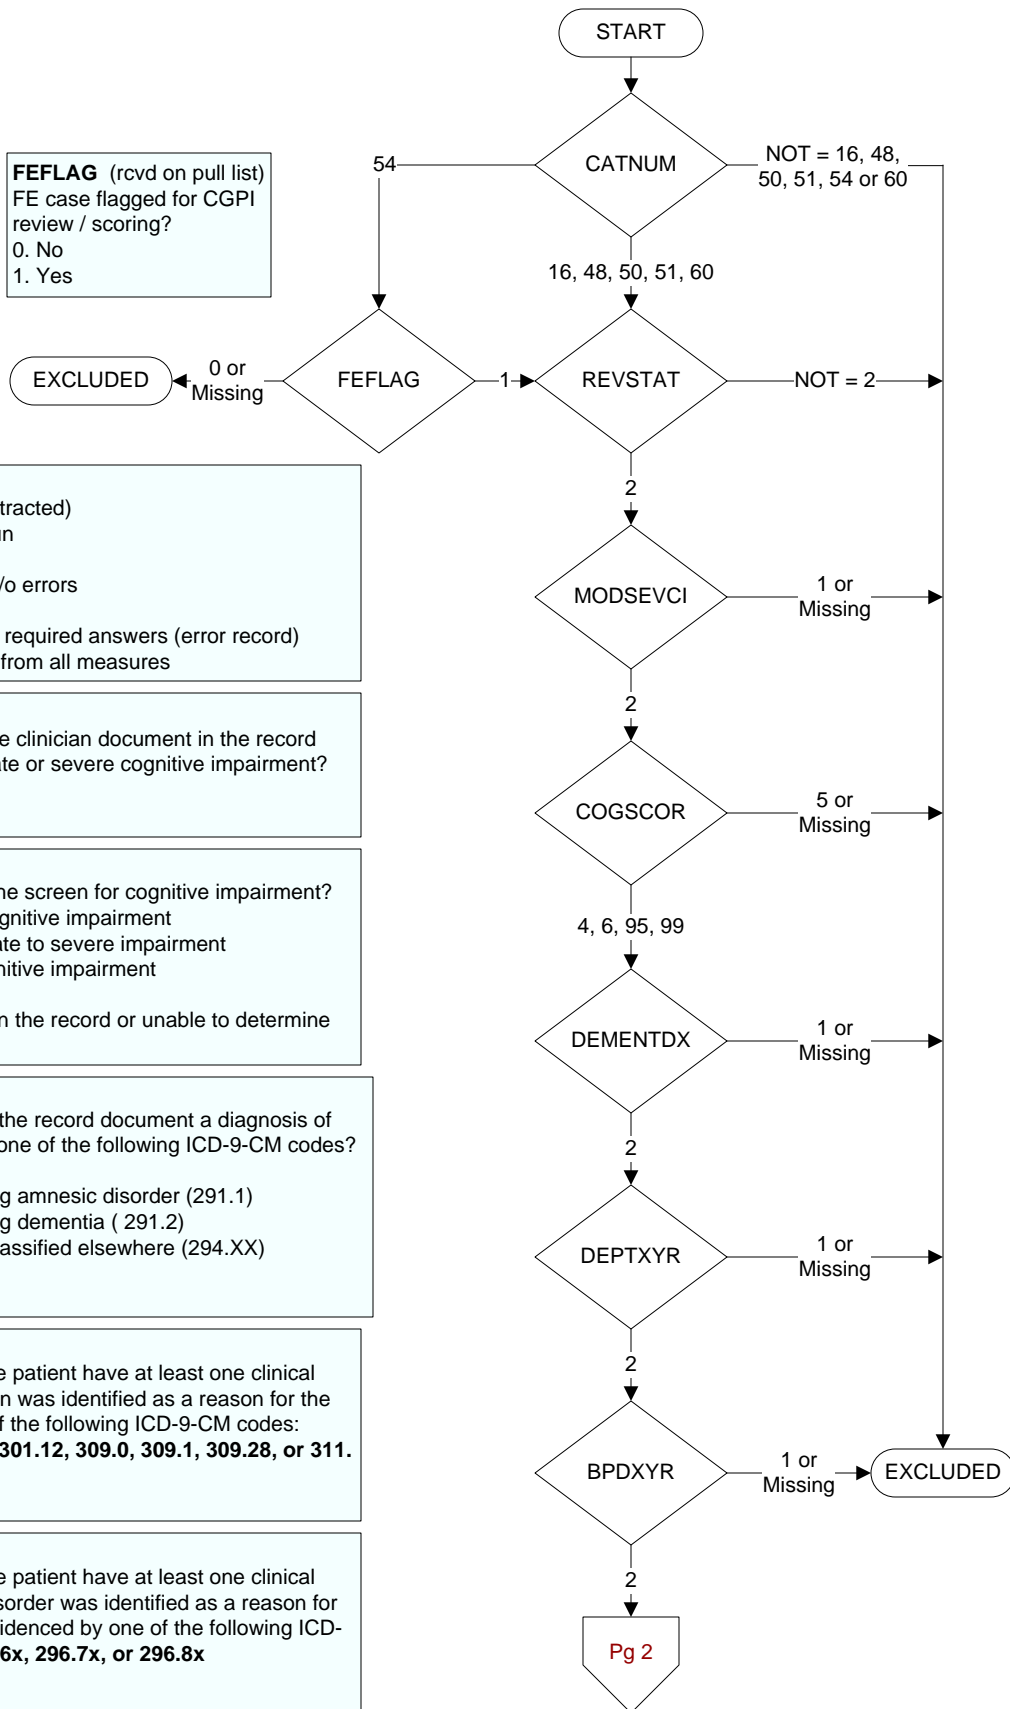 START
CATNUM
54
NOT = 16, 48,
50, 51, 54 or 60
FEFLAG (rcvd on pull list)
FE case flagged for CGPI
review / scoring?
0. No
1. Yes
16, 48, 50, 51, 60
EXCLUDED
0 or
Missing
FEFLAG
1
REVSTAT
NOT = 2
tracted)
un
/o errors
required answers (error record)
from all measures
2
MODSEVCI
1 or
Missing
e clinician document in the record
ate or severe cognitive impairment?
2
COGSCOR
5 or
Missing
he screen for cognitive impairment?
gnitive impairment
ate to severe impairment
nitive impairment
n the record or unable to determine
4, 6, 95, 99
DEMENTDX
1 or
Missing
the record document a diagnosis of
one of the following ICD-9-CM codes?
g amnesic disorder (291.1)
g dementia ( 291.2)
assified elsewhere (294.XX)
2
DEPTXYR
1 or
Missing
e patient have at least one clinical
n was identified as a reason for the
f the following ICD-9-CM codes:
301.12, 309.0, 309.1, 309.28, or 311.
2
BPDXYR
1 or
Missing
EXCLUDED
e patient have at least one clinical
sorder was identified as a reason for
idenced by one of the following ICD-
6x, 296.7x, or 296.8x
2
Pg 2